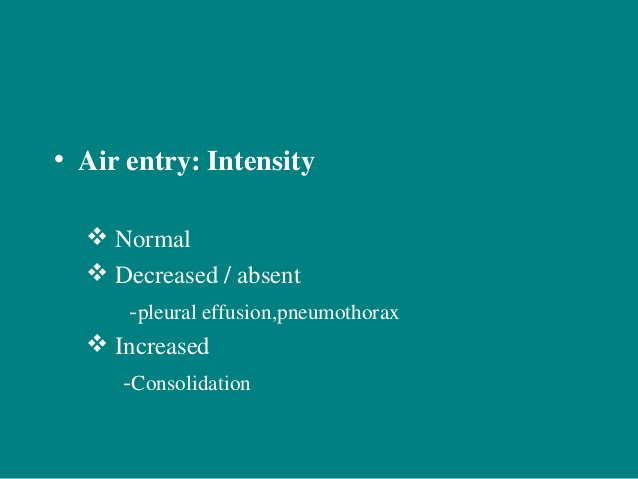 • Air entry: Intensity
❖ Normal
❖ Decreased / absent
-pleural effusion,pneumothorax
❖ Increased
-Consolidation